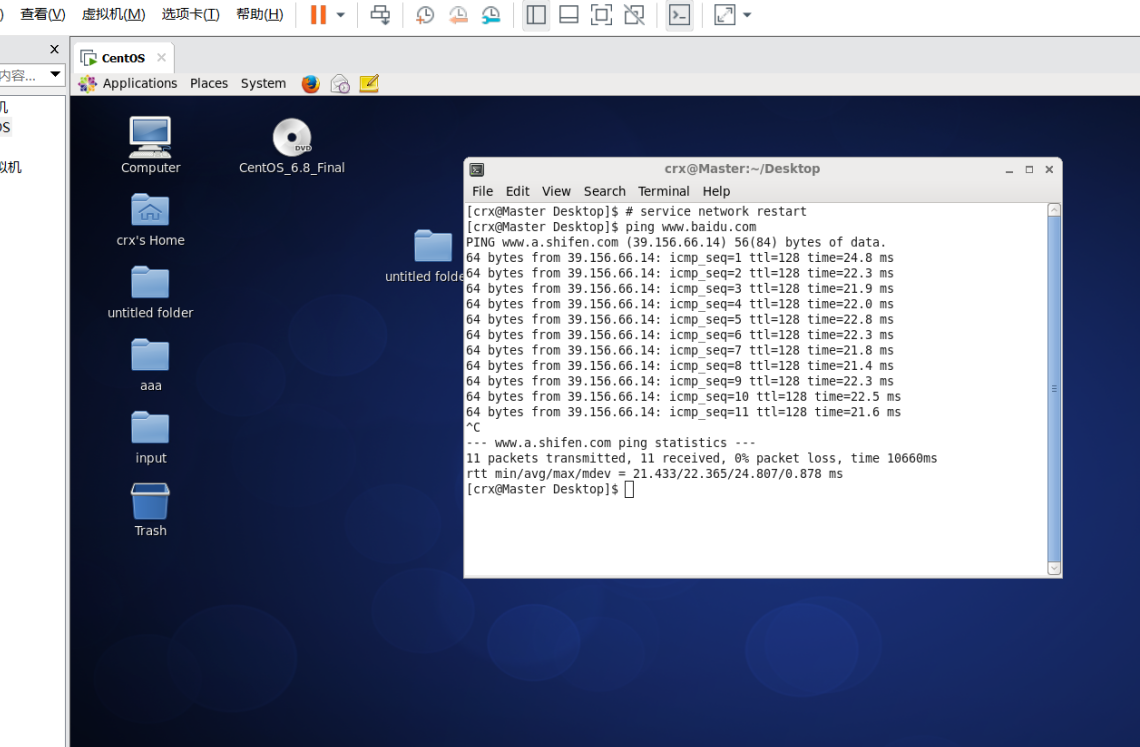 ) 查看(V) 虚拟机(M) 选项卡(T) 帮助(H)
内容...
机
OS
拟机
CentOS
Applications Places System
Computer
CentOS_6.8_Final
DVD
crx's Home
untitled folder
untitled folde
aaa
input
Trash
crx@Master:~/Desktop
File Edit View Search Terminal Help
[crx@Master Desktop]$ # service network restart
[crx@Master Desktop]$ ping www.baidu.com
PING www.a.shifen.com (39.156.66.14) 56(84) bytes of data.
64 bytes from 39.156.66.14: icmp_seq=1 ttl=128 time=24.8 ms
64 bytes from 39.156.66.14: icmp_seq=2 ttl=128 time=22.3 ms
64 bytes from 39.156.66.14: icmp_seq=3 ttl=128 time=21.9 ms
64 bytes from 39.156.66.14: icmp_seq=4 ttl=128 time=22.0 ms
64 bytes from 39.156.66.14: icmp_seq=5 ttl=128 time=22.8 ms
64 bytes from 39.156.66.14: icmp_seq=6 ttl=128 time=22.3 ms
64 bytes from 39.156.66.14: icmp_seq=7 ttl=128 time=21.8 ms
64 bytes from 39.156.66.14: icmp_seq=8 ttl=128 time=21.4 ms
64 bytes from 39.156.66.14: icmp_seq=9 ttl=128 time=22.3 ms
64 bytes from 39.156.66.14: icmp_seq=10 ttl=128 time=22.5 ms
64 bytes from 39.156.66.14: icmp_seq=11 ttl=128 time=21.6 ms
^C
--- www.a.shifen.com ping statistics ---
11 packets transmitted, 11 received, 0% packet loss, time 10660ms
rtt min/avg/max/mdev = 21.433/22.365/24.807/0.878 ms
[crx@Master Desktop]$